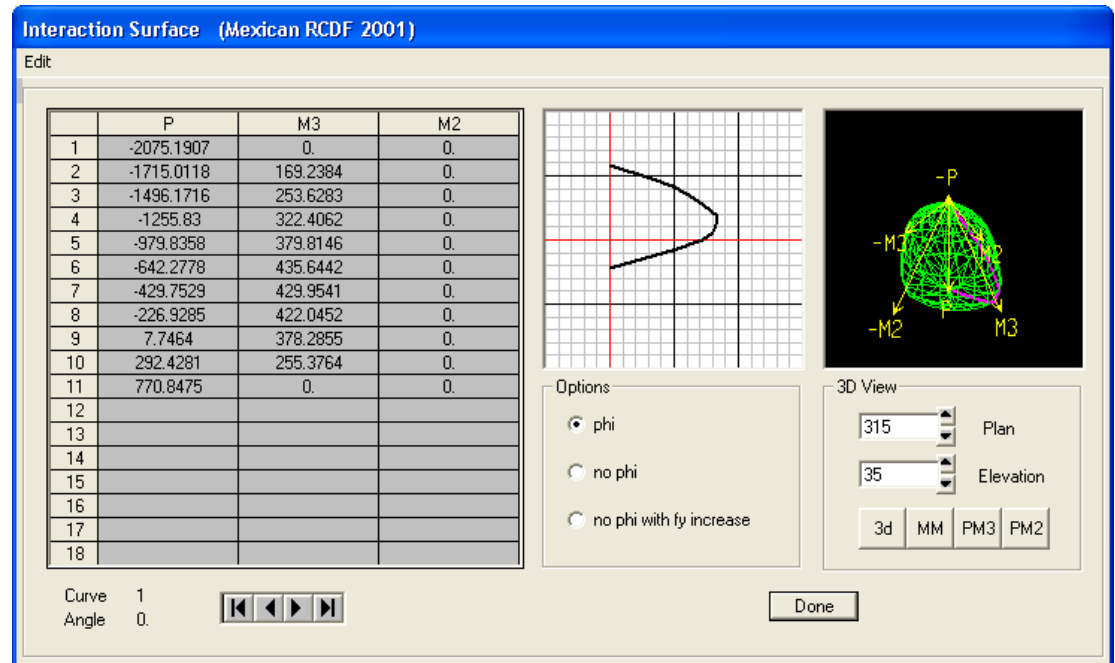 Interaction Surface (Mexican RCDF 2001)
Edit
P M3 M2
1 -2075.1907 0. 0.
2 -1715.0118 169.2384 0.
3 -1496.1716 253.6283 0.
4 -1255.83 322.4062 0.
5 -979.8358 379.8146 0.
6 -642.2778 435.6442 0.
7 -429.7529 429.9541 0.
8 -226.9285 422.0452 0.
9 7.7464 378.2855 0.
10 292.4281 255.3764 0.
11 770.8475 0. 0.
12
13
14
15
16
17
18
-P
-M3 M2
P
-M2 M3
Options
phi
no phi
no phi with fy increase
3D View
315 Plan
35 Elevation
3d MM PM3 PM2
Curve 1
Angle 0.
Done